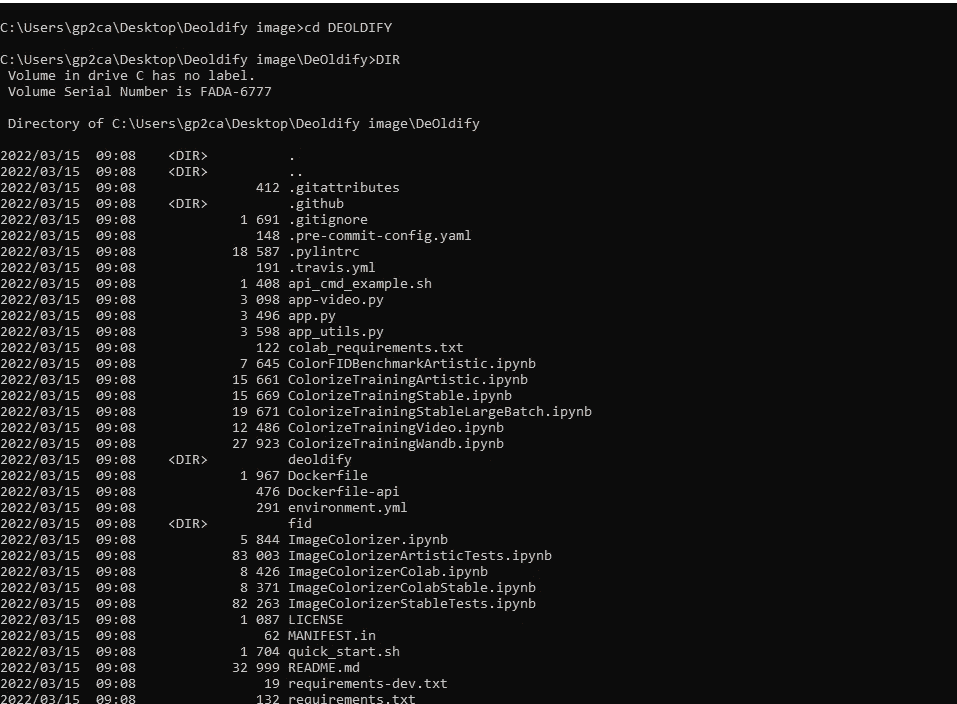 C:\Users\gp2ca\Desktop\Deoldify image>cd DEOLDIFY
C:\Users\gp2ca\Desktop\Deoldify image\DeOldify>DIR
Volume in drive C has no label.
Volume Serial Number is FADA-6777
Directory of C:\Users\gp2ca\Desktop\Deoldify image\DeOldify
2022/03/15  09:08    <DIR>          .
2022/03/15  09:08    <DIR>          ..
2022/03/15  09:08               412 .gitattributes
2022/03/15  09:08    <DIR>          .github
2022/03/15  09:08             1 691 .gitignore
2022/03/15  09:08               148 .pre-commit-config.yaml
2022/03/15  09:08            18 587 .pylintrc
2022/03/15  09:08               191 .travis.yml
2022/03/15  09:08             1 408 api_cmd_example.sh
2022/03/15  09:08             3 098 app-video.py
2022/03/15  09:08             3 496 app.py
2022/03/15  09:08             3 598 app_utils.py
2022/03/15  09:08               122 colab_requirements.txt
2022/03/15  09:08             7 645 ColorFIDBenchmarkArtistic.ipynb
2022/03/15  09:08            15 661 ColorizeTrainingArtistic.ipynb
2022/03/15  09:08            15 669 ColorizeTrainingStable.ipynb
2022/03/15  09:08            19 671 ColorizeTrainingStableLargeBatch.ipynb
2022/03/15  09:08            12 486 ColorizeTrainingVideo.ipynb
2022/03/15  09:08            27 923 ColorizeTrainingWandb.ipynb
2022/03/15  09:08    <DIR>          deoldify
2022/03/15  09:08             1 967 Dockerfile
2022/03/15  09:08               476 Dockerfile-api
2022/03/15  09:08               291 environment.yml
2022/03/15  09:08    <DIR>          fid
2022/03/15  09:08             5 844 ImageColorizer.ipynb
2022/03/15  09:08            83 003 ImageColorizerArtisticTests.ipynb
2022/03/15  09:08             8 426 ImageColorizerColab.ipynb
2022/03/15  09:08             8 371 ImageColorizerColabStable.ipynb
2022/03/15  09:08            82 263 ImageColorizerStableTests.ipynb
2022/03/15  09:08             1 087 LICENSE
2022/03/15  09:08                62 MANIFEST.in
2022/03/15  09:08             1 704 quick_start.sh
2022/03/15  09:08            32 999 README.md
2022/03/15  09:08                19 requirements-dev.txt
2022/03/15  09:08               132 requirements.txt